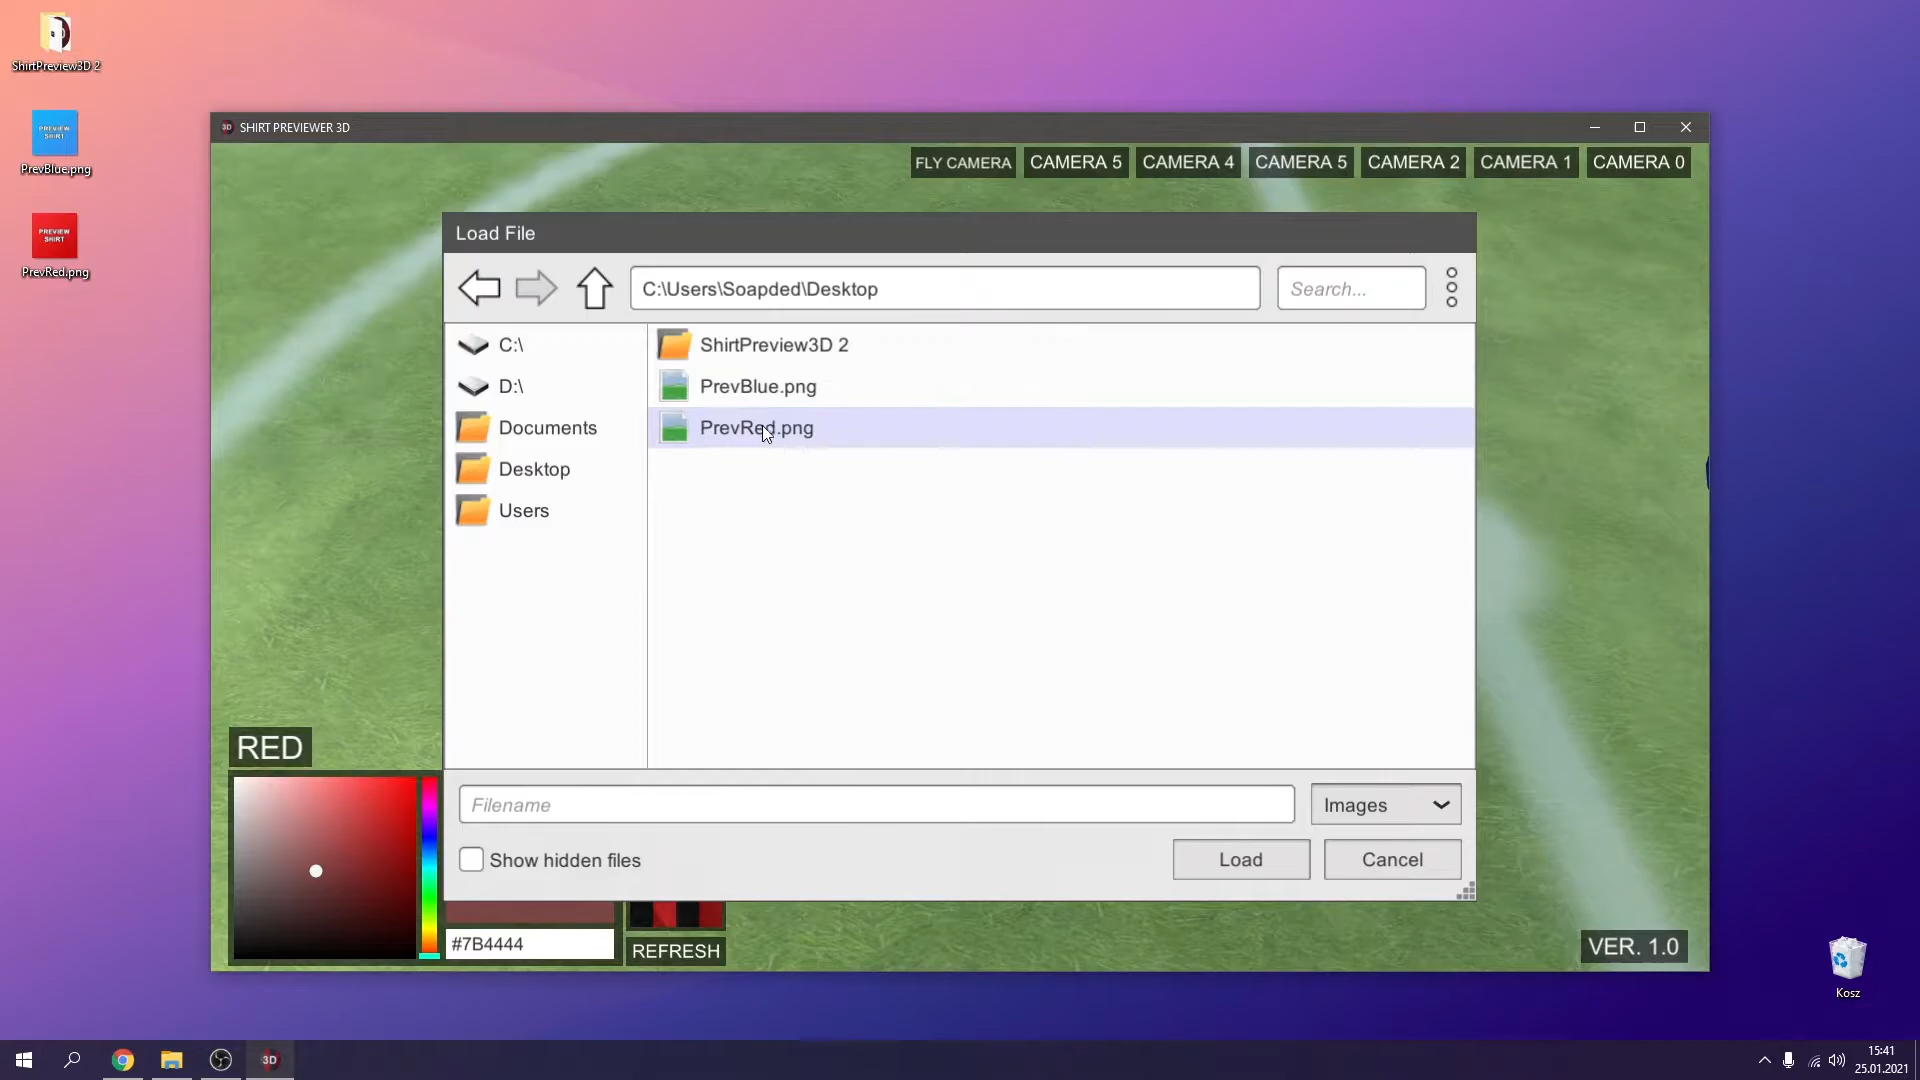 ShirtPreview3D 2
PREVIEW
SHIRT
PrevBlue.png
PREVIEW
SHIRT
PrevRed.png
3D SHIRT PREVIEWER 3D
FLY CAMERA CAMERA 5 CAMERA 4 CAMERA 5 CAMERA 2 CAMERA 1 CAMERA 0
Load File
C:\Users\Soapded\Desktop Search...
C:\
D:\
Documents
Desktop
Users
ShirtPreview3D 2
PrevBlue.png
PrevRed.png
Filename
Images
Show hidden files
Load
Cancel
RED
#7B4444
REFRESH
VER. 1.0
Kosz
3D
15:41
25.01.2021